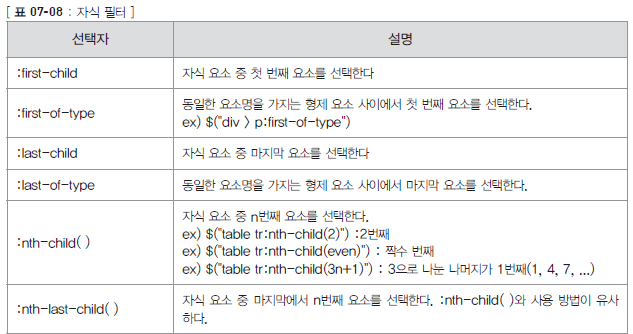 [ 표 07-08 : 자식 필터 ]
선택자 설명
:first-child 자식 요소 중 첫 번째 요소를 선택한다
:first-of-type 동일한 요소명을 가지는 형제 요소 사이에서 첫 번째 요소를 선택한다.
ex) $("div > p:first-of-type")
:last-child 자식 요소 중 마지막 요소를 선택한다
:last-of-type 동일한 요소명을 가지는 형제 요소 사이에서 마지막 요소를 선택한다.
:nth-child( ) 자식 요소 중 n번째 요소를 선택한다.
ex) $("table tr:nth-child(2)") :2번째
ex) $("table tr:nth-child(even)") : 짝수 번째
ex) $("table tr:nth-child(3n+1)") : 3으로 나눈 나머지가 1번째(1, 4, 7, ...)
:nth-last-child( ) 자식 요소 중 마지막에서 n번째 요소를 선택한다. :nth-child( )와 사용 방법이 유사
하다.